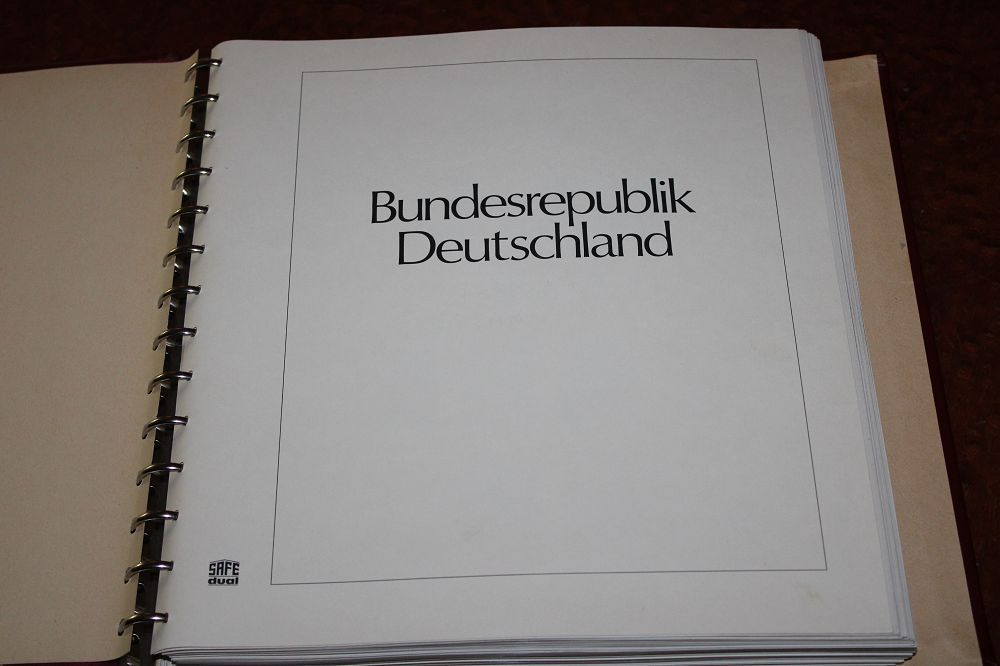 Bundesrepublik
Deutschland
SAFE
dual